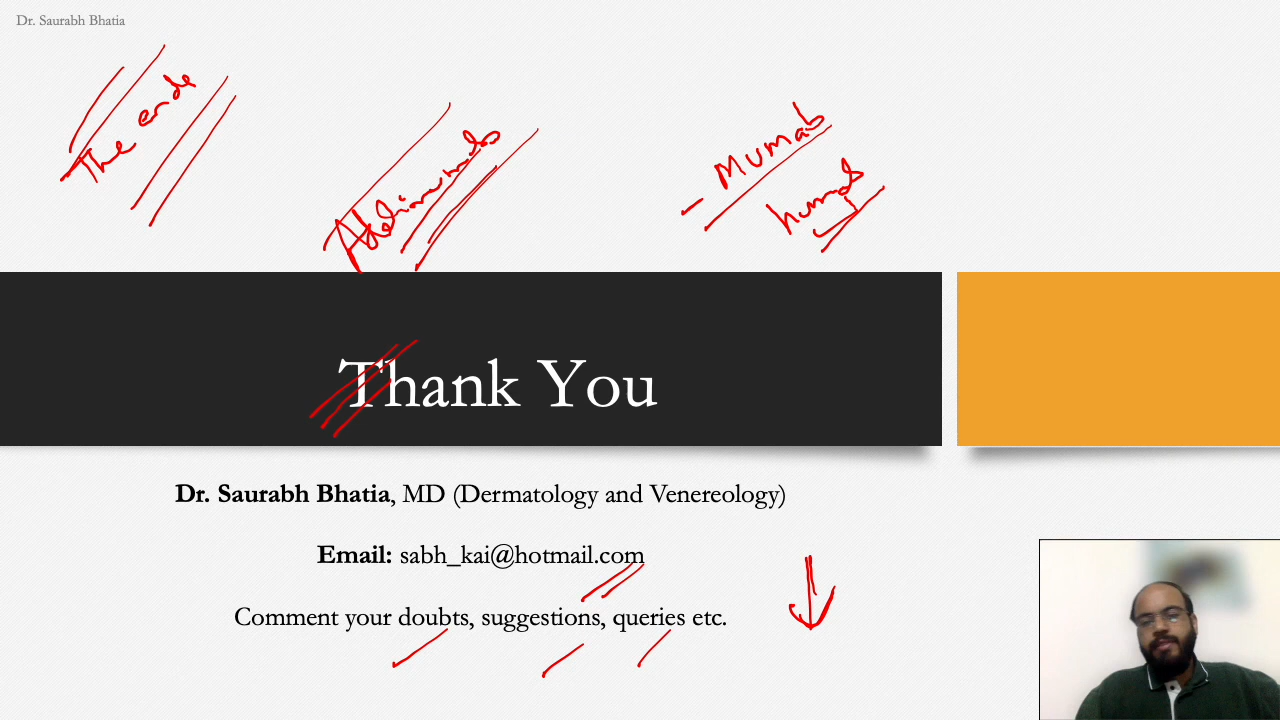 Dr. Saurabh Bhatia
The ende
Mumab
Thank You
Dr. Saurabh Bhatia, MD (Dermatology and Venereology)
Email: sabh_kai@hotmail.com
Comment your doubts, suggestions, queries etc.